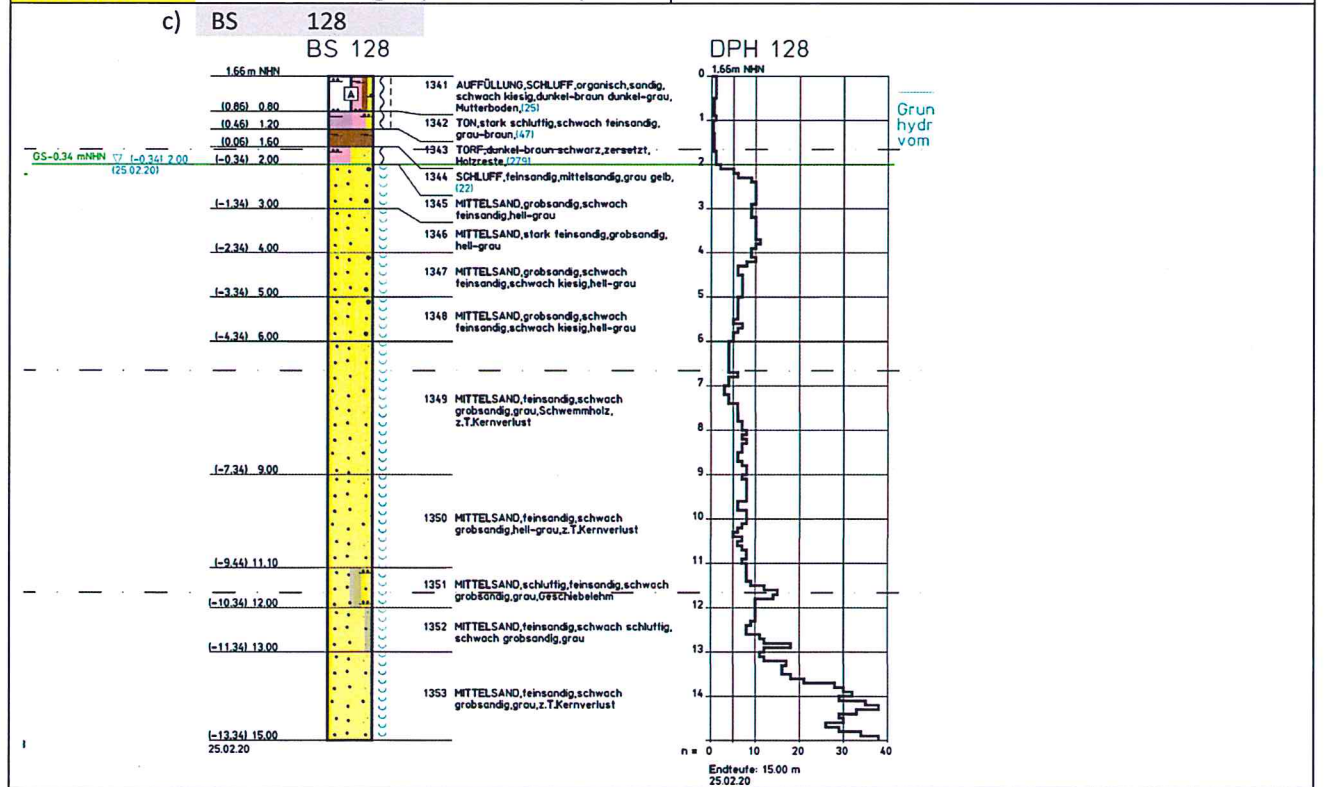 c) BS 128
BS 128
DPH 128
1.66 m NHN
(0.86) 0.80
(0.46) 1.20
(0.06) 1.60
GS-0.34 mNHN
(-0.34) 2.00
(25.02.20)
(-0.34) 2.00
(-1.34) 3.00
(-2.34) 4.00
(-3.34) 5.00
(-4.34) 6.00
(-7.34) 9.00
(-9.44) 11.10
(-10.34) 12.00
(-11.34) 13.00
(-13.34) 15.00
25.02.20
A
1341 AUFFÜLLUNG,SCHLUFF,organisch,sandig,
schwach kiesig,dunkel-braun dunkel-grau,
Mutterboden,(25)
1342 TON,stark schluffig,schwach feinsandig,
grau-braun,(47)
1343 TORF,dunkel-braun-schwarz,zersetzt,
Holzreste,(279)
1344 SCHLUFF,feinsandig,mittelsandig,grau gelb,
(22)
1345 MITTELSAND,grobsandig,schwach
feinsandig,hell-grau
1346 MITTELSAND,stark feinsandig,grobsandig,
hell-grau
1347 MITTELSAND,grobsandig,schwach
feinsandig,schwach kiesig,hell-grau
1348 MITTELSAND,grobsandig,schwach
feinsandig,schwach kiesig,hell-grau
1349 MITTELSAND,feinsandig,schwach
grobsandig,grau,Schwemmholz,
z.T.Kernverlust
1350 MITTELSAND,feinsandig,schwach
grobsandig,hell-grau,z.T.Kernverlust
1351 MITTELSAND,schluffig,feinsandig,schwach
grobsandig,grau,Geschiebelehm
1352 MITTELSAND,feinsandig,schwach schluffig,
schwach grobsandig,grau
1353 MITTELSAND,feinsandig,schwach
grobsandig,grau,z.T.Kernverlust
1.66m NHN
0
1
2
3
4
5
6
7
8
9
10
11
12
13
14
n = 0 10 20 30 40
Endteufe: 15.00 m
25.02.20
Grun
hydr
vom